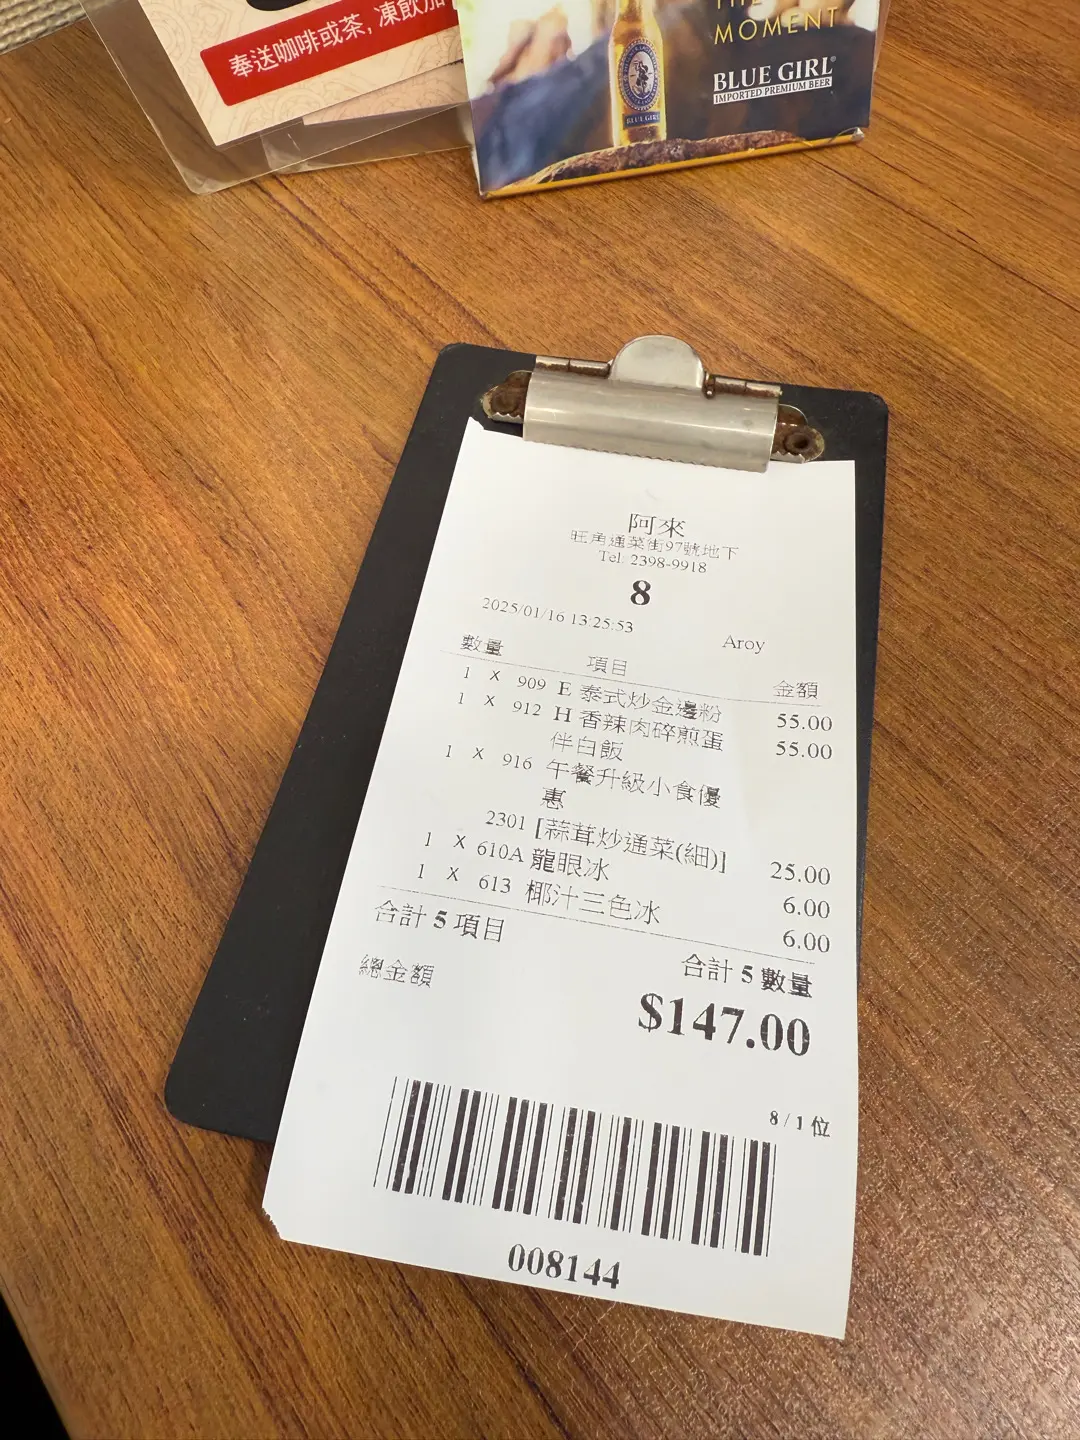 奉送咖啡或茶, 凍飲加
MOMENT
BLUE GIRL
IMPORTED PREMIUM BEER
BLUE GIRL
阿來
旺角通菜街97號地下
Tel: 2398-9918
8
2025/01/16 13:25:53 Aroy
數量 項目 金額
1 X 909 E 泰式炒金邊粉 55.00
1 X 912 H 香辣肉碎煎蛋 55.00
伴白飯
1 X 916 午餐升級小食優
惠
2301 [蒜茸炒通菜(細)] 25.00
1 X 610A 龍眼冰 6.00
1 X 613 椰汁三色冰 6.00
合計 5 項目 合計 5 數量
總金額 $147.00
8 / 1 位
008144